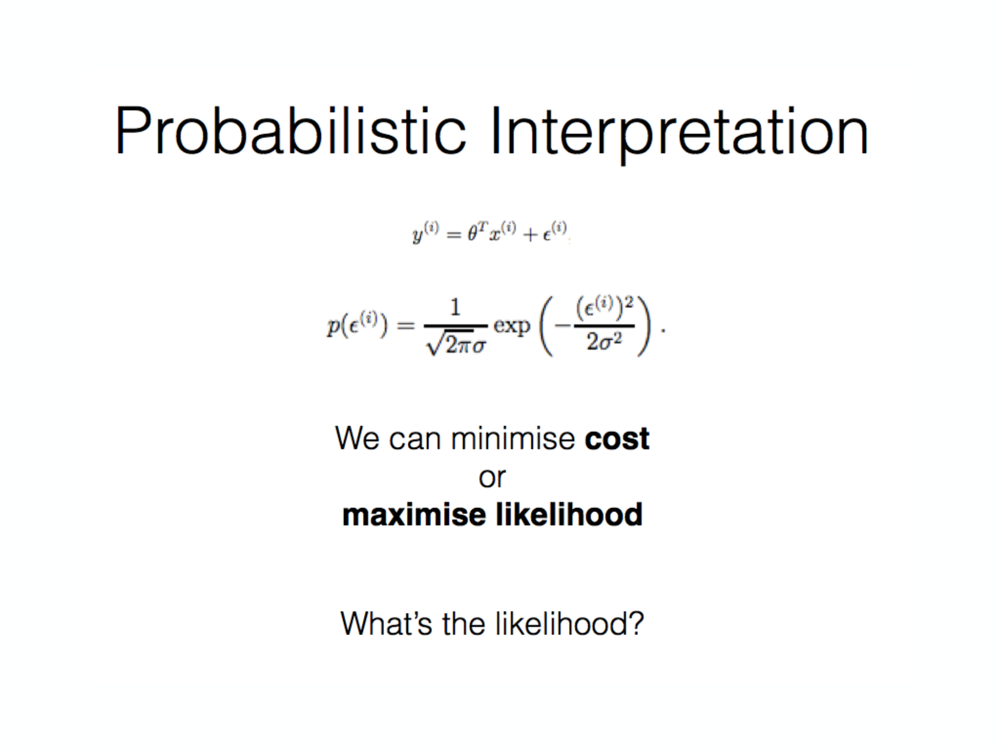 Probabilistic Interpretation
$y^{(i)} = \theta^T x^{(i)} + \epsilon^{(i)}$
$p(\epsilon^{(i)}) = \frac{1}{\sqrt{2\pi}\sigma} \exp\left(-\frac{(\epsilon^{(i)})^2}{2\sigma^2}\right).$
We can minimise cost
or
maximise likelihood
What’s the likelihood?